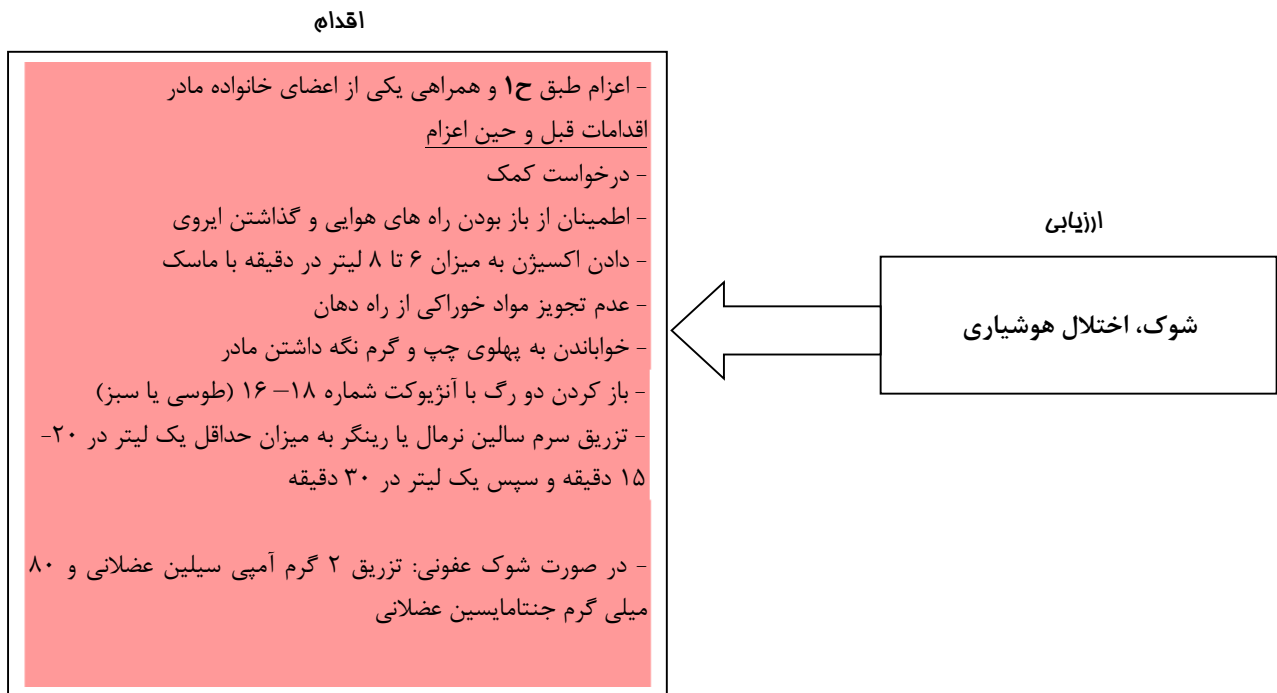 اقدام
- اعزام طبق ح۱ و همراهی یکی از اعضای خانواده مادر
اقدامات قبل و حین اعزام
- درخواست کمک
- اطمینان از باز بودن راه های هوایی و گذاشتن ایروی
- دادن اکسیژن به میزان ۶ تا ۸ لیتر در دقیقه با ماسک
- عدم تجویز مواد خوراکی از راه دهان
- خواباندن به پهلوی چپ و گرم نگه داشتن مادر
- باز کردن دو رگ با آنژیوکت شماره ۱۸– ۱۶ (طوسی یا سبز)
- تزریق سرم سالین نرمال یا رینگر به میزان حداقل یک لیتر در ۲۰-
۱۵ دقیقه و سپس یک لیتر در ۳۰ دقیقه
- در صورت شوک عفونی: تزریق ۲ گرم آمپی سیلین عضلانی و ۸۰
میلی گرم جنتامایسین عضلانی
ارزیابی
شوک، اختلال هوشیاری